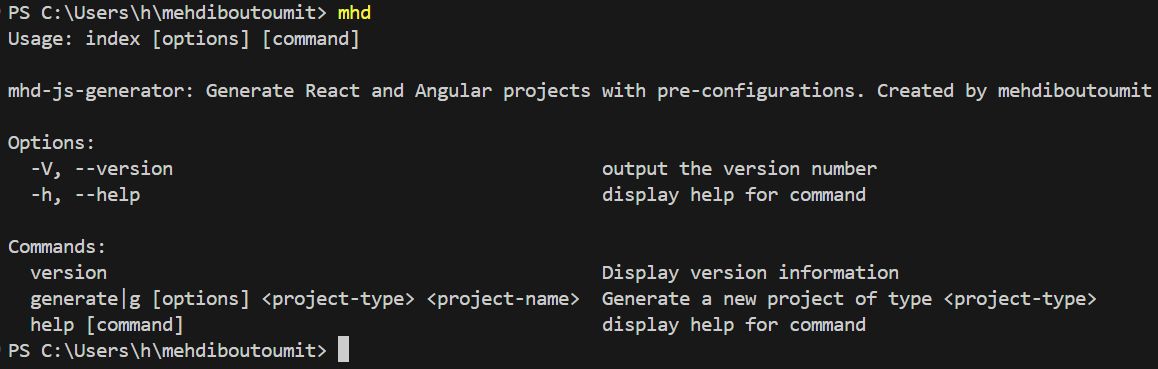 PS C:\Users\h\mehdiboutoumit> mhd
Usage: index [options] [command]
mhd-js-generator: Generate React and Angular projects with pre-configurations. Created by mehdiboutoumit
Options:
-V, --version output the version number
-h, --help display help for command
Commands:
version Display version information
generate|g [options] <project-type> <project-name> Generate a new project of type <project-type>
help [command] display help for command
PS C:\Users\h\mehdiboutoumit>